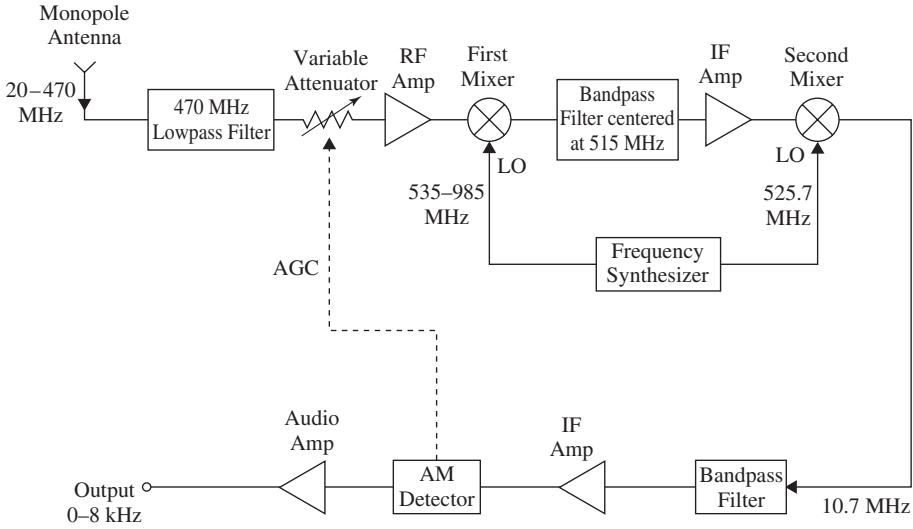 Monopole
Antenna
20–470
MHz
470 MHz
Lowpass Filter
Variable
Attenuator
RF
Amp
First
Mixer
LO
Bandpass
Filter centered
at 515 MHz
IF
Amp
Second
Mixer
LO
535–985
MHz
525.7
MHz
Frequency
Synthesizer
AGC
10.7 MHz
Bandpass
Filter
IF
Amp
AM
Detector
Audio
Amp
Output
0–8 kHz